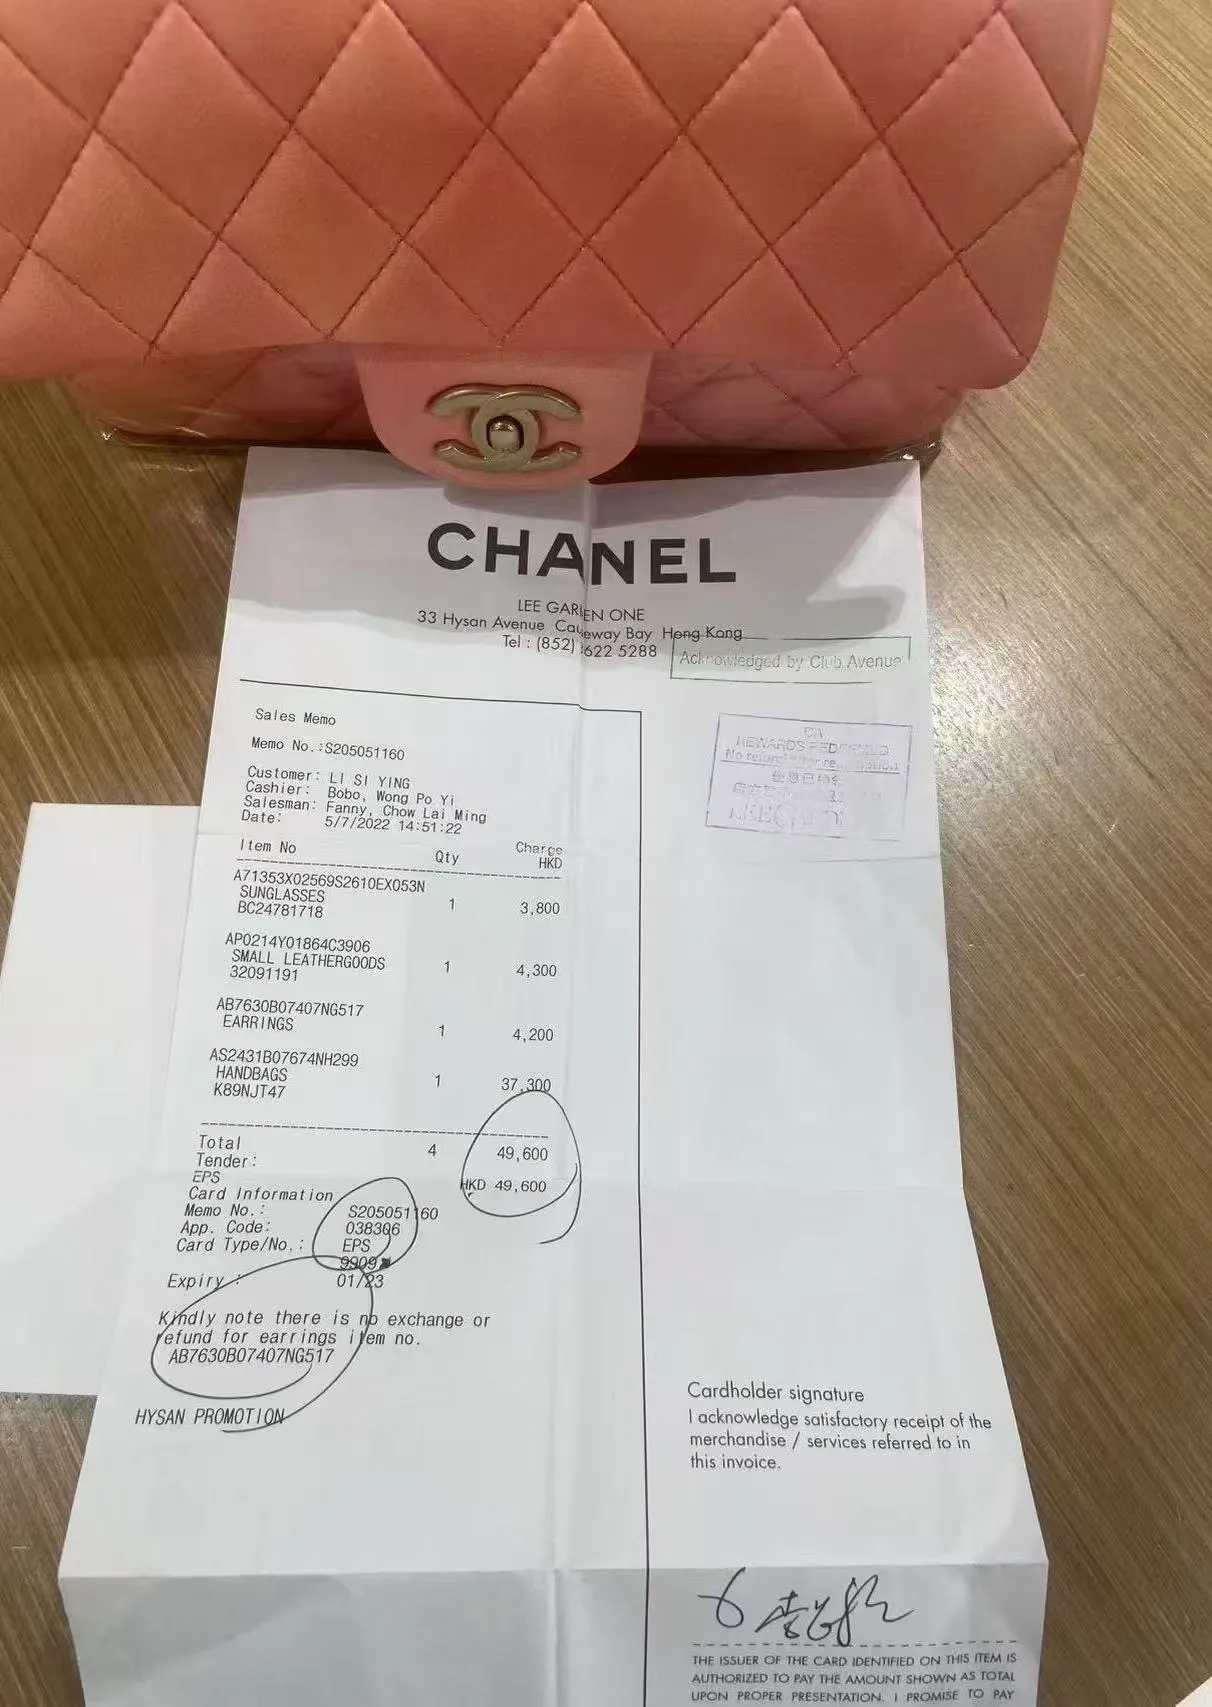 CHANEL
LEE GARDEN ONE
33 Hysan Avenue Causeway Bay Hong Kong
Tel : (852) 3622 5288
Acknowledged by Club Avenue
CA
REWARDS REDEEMED
Sales Memo
Memo No.:S205051160
Customer: LI SI YING
Cashier: Bobo, Wong Po Yi
Salesman: Fanny, Chow Lai Ming
Date: 5/7/2022 14:51:22
Item No Qty Charge
HKD
A71353X02569S2610EX053N
SUNGLASSES 1 3,800
BC24781718
AP0214Y01864C3906
SMALL LEATHERGOODS 1 4,300
32091191
AB7630B07407NG517
EARRINGS 1 4,200
AS2431B07674NH299
HANDBAGS 1 37,300
K89NJT47
Total 4 49,600
Tender:
EPS HKD 49,600
Card Information
Memo No.: S205051160
App. Code: 038306
Card Type/No.: EPS
9909
Expiry : 01/23
Kindly note there is no exchange or
refund for earrings item no.
AB7630B07407NG517
HYSAN PROMOTION
Cardholder signature
I acknowledge satisfactory receipt of the
merchandise / services referred to in
this invoice.
THE ISSUER OF THE CARD IDENTIFIED ON THIS ITEM IS
AUTHORIZED TO PAY THE AMOUNT SHOWN AS TOTAL
UPON PROPER PRESENTATION. I PROMISE TO PAY